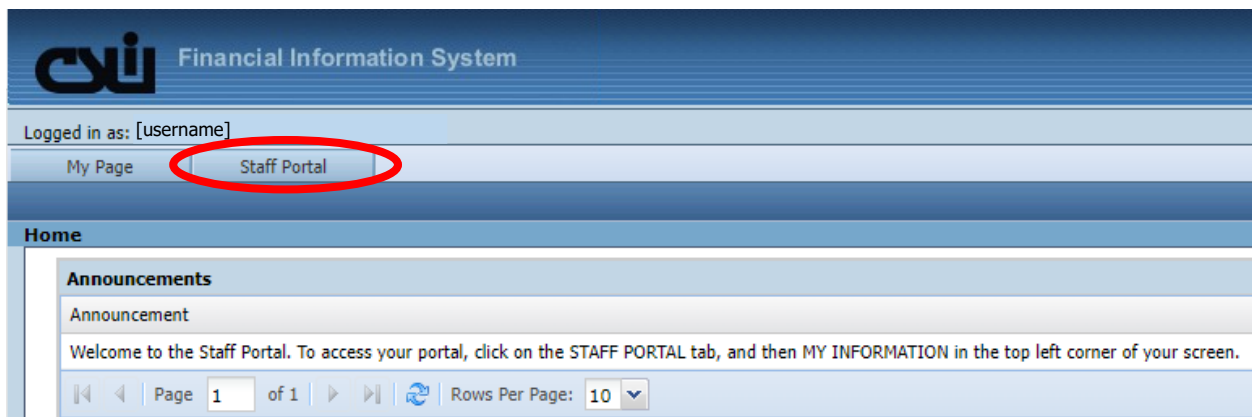 CSIU Financial Information System
Logged in as: [username]
My Page Staff Portal
Home
Announcements
Announcement
Welcome to the Staff Portal. To access your portal, click on the STAFF PORTAL tab, and then MY INFORMATION in the top left corner of your screen.
Page 1 of 1 Rows Per Page: 10